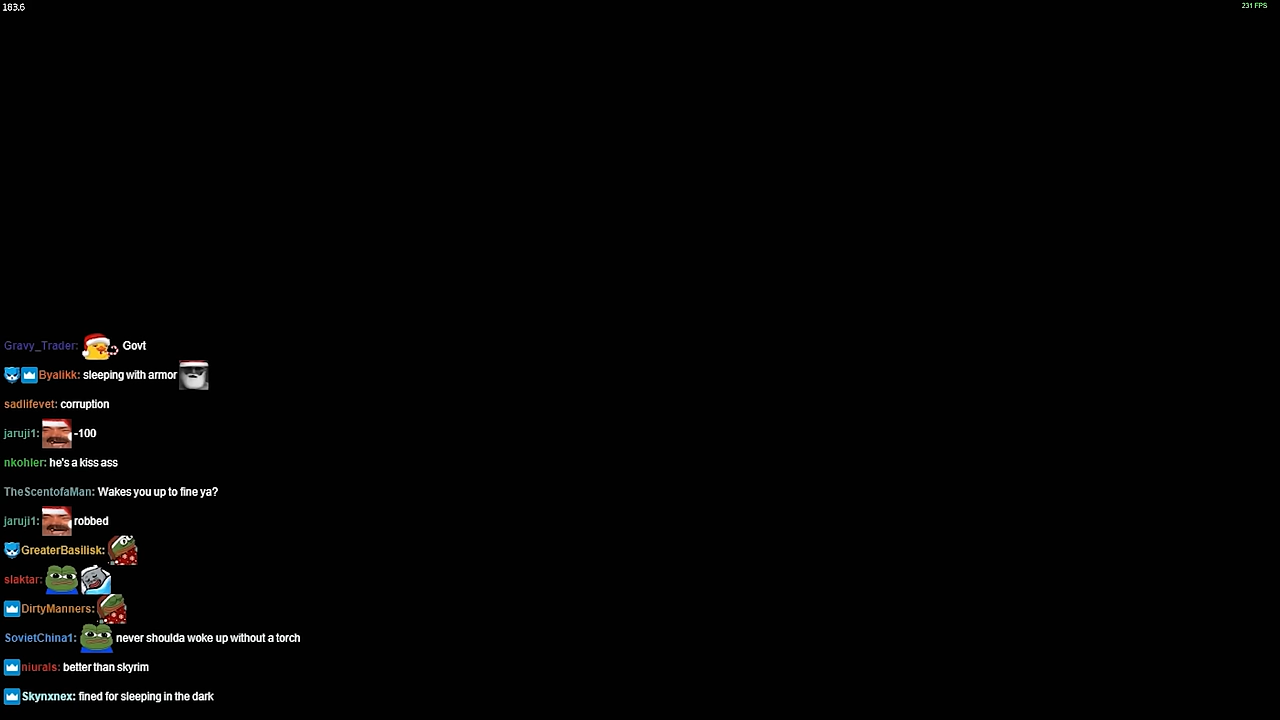 183.6
231 FPS
Gravy_Trader: Govt
Byalikk: sleeping with armor
sadlifevet: corruption
jaruji1: -100
nkohler: he's a kiss ass
TheScentofaMan: Wakes you up to fine ya?
jaruji1: robbed
GreaterBasilisk:
slaktar:
DirtyManners:
SovietChina1: never shoulda woke up without a torch
niurals: better than skyrim
Skynxnex: fined for sleeping in the dark